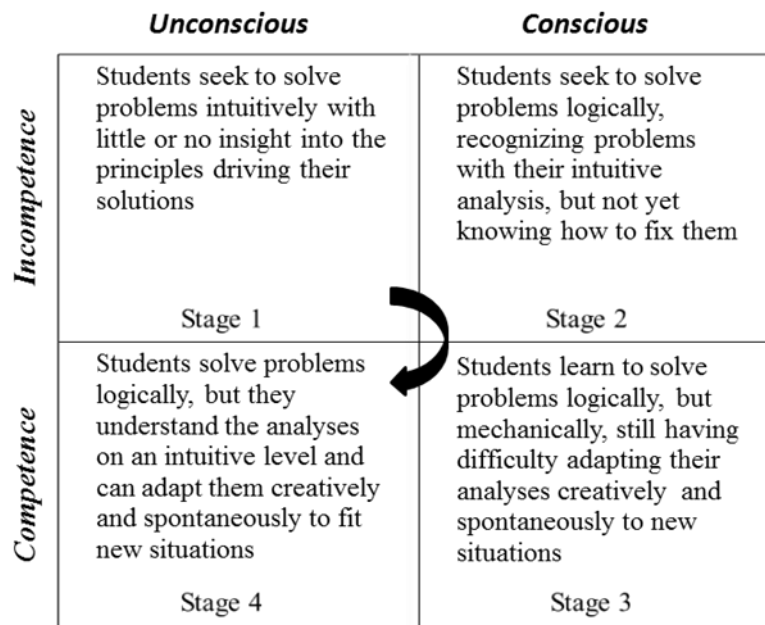 Unconscious
Conscious
Incompetence
Students seek to solve
problems intuitively with
little or no insight into the
principles driving their
solutions
Stage 1
Students seek to solve
problems logically,
recognizing problems
with their intuitive
analysis, but not yet
knowing how to fix them
Stage 2
Competence
Students solve problems
logically, but they
understand the analyses
on an intuitive level and
can adapt them creatively
and spontaneously to fit
new situations
Stage 4
Students learn to solve
problems logically, but
mechanically, still having
difficulty adapting their
analyses creatively and
spontaneously to new
situations
Stage 3